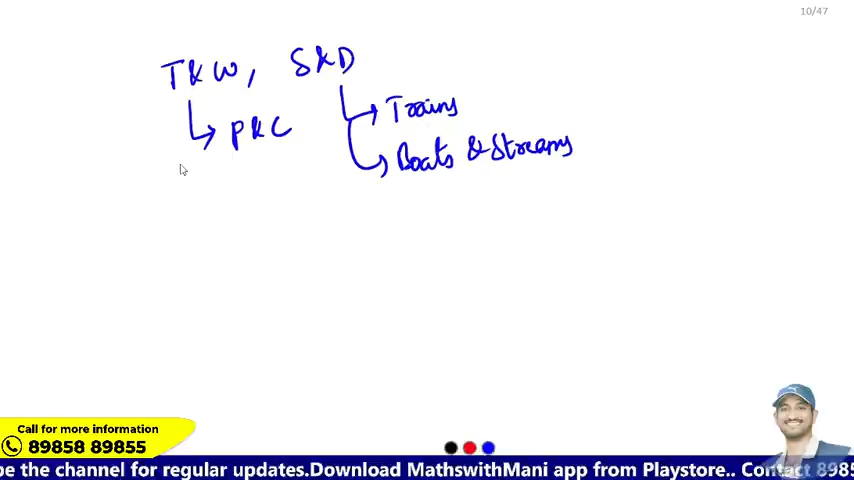 10/47
T & W, S & D
Trains
P & C
Boats & Streams
Call for more information
89858 89855
be the channel for regular updates.Download MathswithMani app from Playstore.. Contact 8985